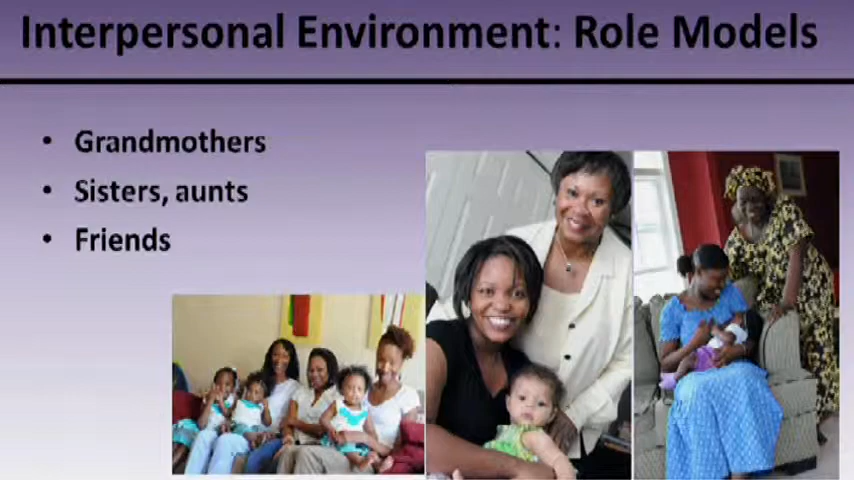 Interpersonal Environment: Role Models
• Grandmothers
• Sisters, aunts
• Friends